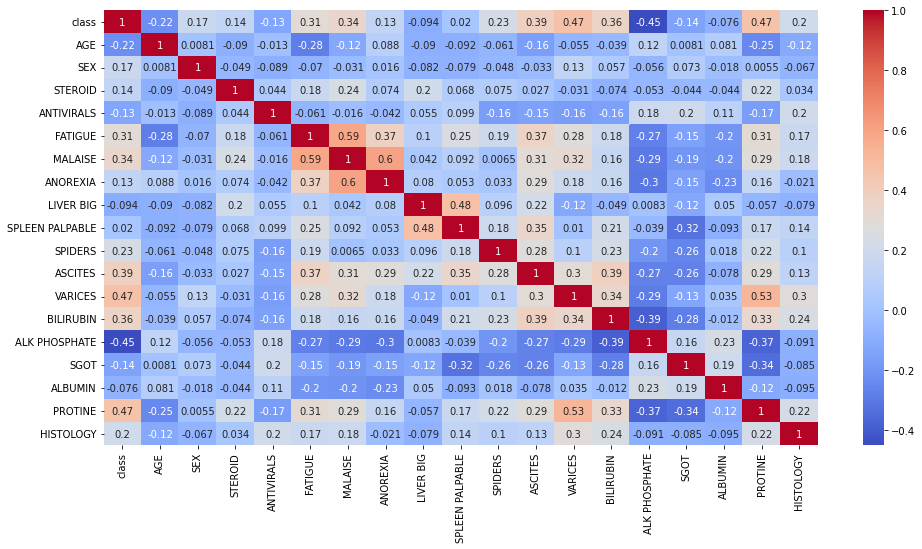 class 1 -0.22 0.17 0.14 -0.13 0.31 0.34 0.13 -0.094 0.02 0.23 0.39 0.47 0.36 -0.45 -0.14 -0.076 0.47 0.2
AGE -0.22 1 0.0081 -0.09 -0.013 -0.28 -0.12 0.088 -0.09 -0.092 -0.061 -0.16 -0.055 -0.039 0.12 0.0081 0.081 -0.25 -0.12
SEX 0.17 0.0081 1 -0.049 -0.089 -0.07 -0.031 0.016 -0.082 -0.079 -0.048 -0.033 0.13 0.057 -0.056 0.073 -0.018 0.0055 -0.067
STEROID 0.14 -0.09 -0.049 1 0.044 0.18 0.24 0.074 0.2 0.068 0.075 0.027 -0.031 -0.074 -0.053 -0.044 -0.044 0.22 0.034
ANTIVIRALS -0.13 -0.013 -0.089 0.044 1 -0.061 -0.016 -0.042 0.055 0.099 -0.16 -0.15 -0.16 -0.16 0.18 0.2 0.11 -0.17 0.2
FATIGUE 0.31 -0.28 -0.07 0.18 -0.061 1 0.59 0.37 0.1 0.25 0.19 0.37 0.28 0.18 -0.27 -0.15 -0.2 0.31 0.17
MALAISE 0.34 -0.12 -0.031 0.24 -0.016 0.59 1 0.6 0.042 0.092 0.0065 0.31 0.32 0.16 -0.29 -0.19 -0.2 0.29 0.18
ANOREXIA 0.13 0.088 0.016 0.074 -0.042 0.37 0.6 1 0.08 0.053 0.033 0.29 0.18 0.16 -0.3 -0.15 -0.23 0.16 -0.021
LIVER BIG -0.094 -0.09 -0.082 0.2 0.055 0.1 0.042 0.08 1 0.48 0.096 0.22 -0.12 -0.049 0.0083 -0.12 0.05 -0.057 -0.079
SPLEEN PALPABLE 0.02 -0.092 -0.079 0.068 0.099 0.25 0.092 0.053 0.48 1 0.18 0.35 0.01 0.21 -0.039 -0.32 -0.093 0.17 0.14
SPIDERS 0.23 -0.061 -0.048 0.075 -0.16 0.19 0.0065 0.033 0.096 0.18 1 0.28 0.1 0.23 -0.2 -0.26 0.018 0.22 0.1
ASCITES 0.39 -0.16 -0.033 0.027 -0.15 0.37 0.31 0.29 0.22 0.35 0.28 1 0.3 0.39 -0.27 -0.26 -0.078 0.29 0.13
VARICES 0.47 -0.055 0.13 -0.031 -0.16 0.28 0.32 0.18 -0.12 0.01 0.1 0.3 1 0.34 -0.29 -0.13 0.035 0.53 0.3
BILIRUBIN 0.36 -0.039 0.057 -0.074 -0.16 0.18 0.16 0.16 -0.049 0.21 0.23 0.39 0.34 1 -0.39 -0.28 -0.012 0.33 0.24
ALK PHOSPHATE -0.45 0.12 -0.056 -0.053 0.18 -0.27 -0.29 -0.3 0.0083 -0.039 -0.2 -0.27 -0.29 -0.39 1 0.16 0.23 -0.37 -0.091
SGOT -0.14 0.0081 0.073 -0.044 0.2 -0.15 -0.19 -0.15 -0.12 -0.32 -0.26 -0.26 -0.13 -0.28 0.16 1 0.19 -0.34 -0.085
ALBUMIN -0.076 0.081 -0.018 -0.044 0.11 -0.2 -0.2 -0.23 0.05 -0.093 0.018 -0.078 0.035 -0.012 0.23 0.19 1 -0.12 -0.095
PROTINE 0.47 -0.25 0.0055 0.22 -0.17 0.31 0.29 0.16 -0.057 0.17 0.22 0.29 0.53 0.33 -0.37 -0.34 -0.12 1 0.22
HISTOLOGY 0.2 -0.12 -0.067 0.034 0.2 0.17 0.18 -0.021 -0.079 0.14 0.1 0.13 0.3 0.24 -0.091 -0.085 -0.095 0.22 1
class AGE SEX STEROID ANTIVIRALS FATIGUE MALAISE ANOREXIA LIVER BIG SPLEEN PALPABLE SPIDERS ASCITES VARICES BILIRUBIN ALK PHOSPHATE SGOT ALBUMIN PROTINE HISTOLOGY
1.0
0.8
0.6
0.4
0.2
0.0
-0.2
-0.4